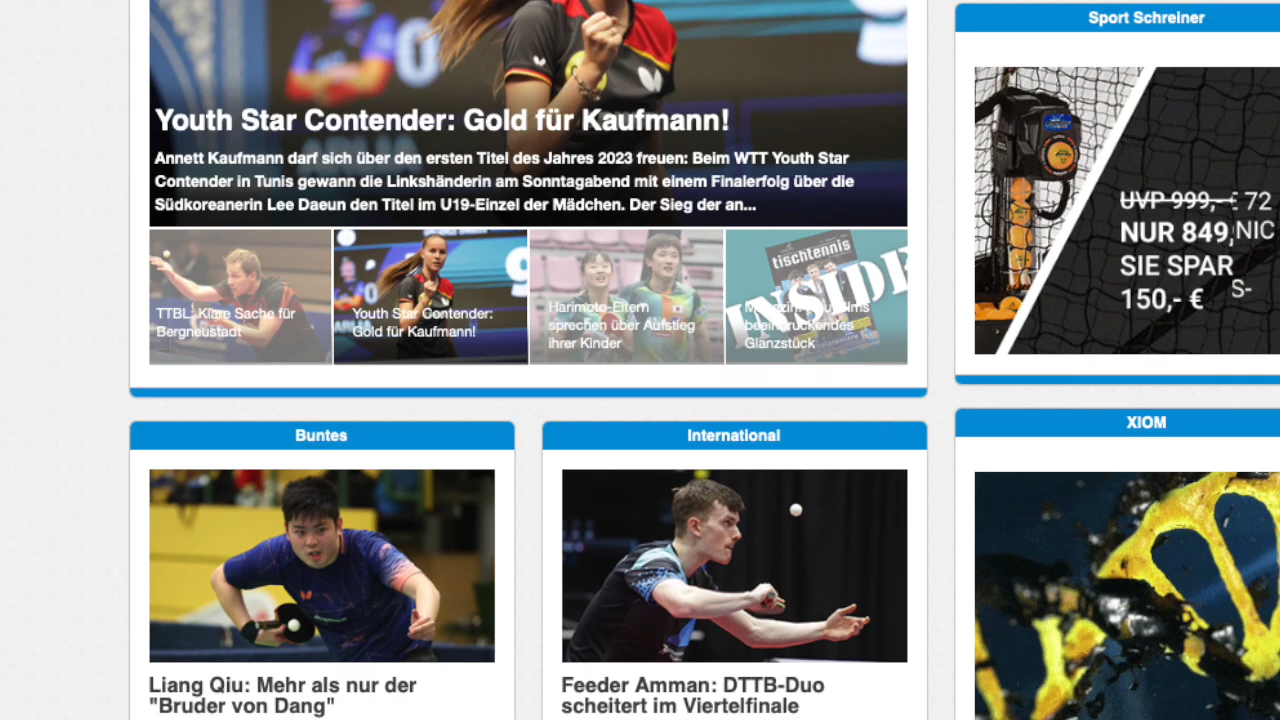 Youth Star Contender: Gold für Kaufmann!
Annett Kaufmann darf sich über den ersten Titel des Jahres 2023 freuen: Beim WTT Youth Star
Contender in Tunis gewann die Linkshänderin am Sonntagabend mit einem Finalerfolg über die
Südkoreanerin Lee Daeun den Titel im U19-Einzel der Mädchen. Der Sieg der an...
TTBL: Klare Sache für
Bergneustadt
Youth Star Contender:
Gold für Kaufmann!
Harimoto-Eltern
sprechen über Aufstieg
ihrer Kinder
tischtennis
INSIDE
beeindruckendes
Glanzstück
Sport Schreiner
UVP 999,- €
NUR 849,
SIE SPAR
150,- €
72
NIC
S-
Buntes
Liang Qiu: Mehr als nur der
"Bruder von Dang"
International
Feeder Amman: DTTB-Duo
scheitert im Viertelfinale
XIOM